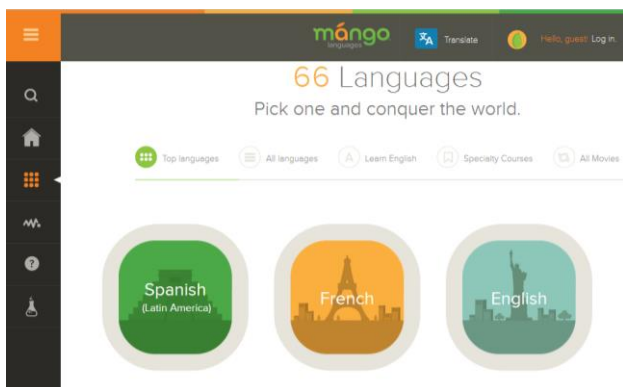 mángo
languages
Translate
Hello, guest! Log in.
66 Languages
Pick one and conquer the world.
Top languages
All languages
Learn English
Specialty Courses
All Movies
Spanish
(Latin America)
French
English